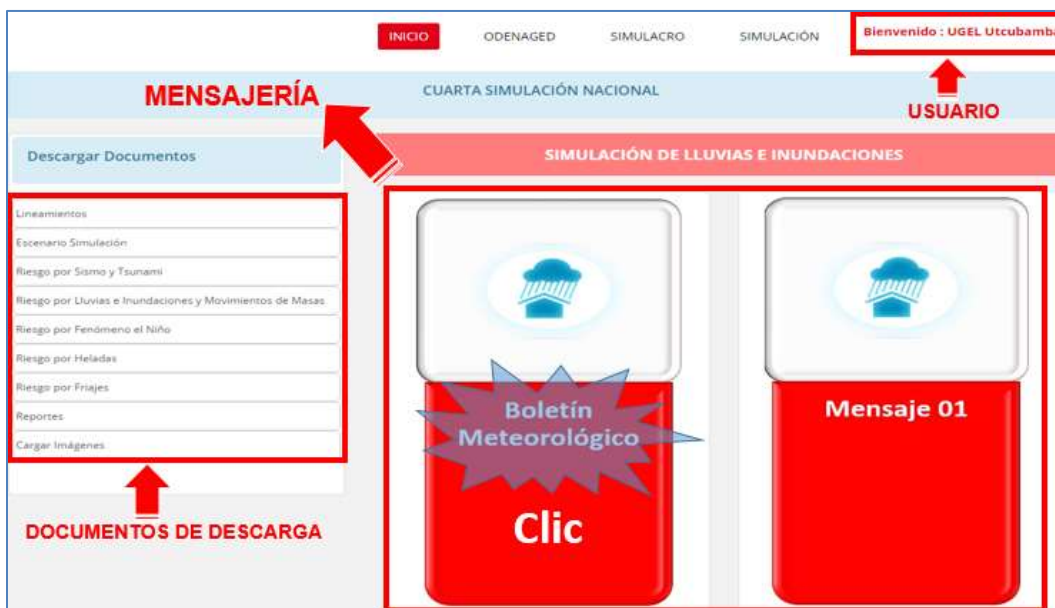 INICIO ODENAGED SIMULACRO SIMULACIÓN Bienvenido : UGEL Utcubamba
USUARIO
MENSAJERÍA
CUARTA SIMULACIÓN NACIONAL
Descargar Documentos
Lineamientos
Escenario Simulación
Riesgo por Sismo y Tsunami
Riesgo por Lluvias e Inundaciones y Movimientos de Masas
Riesgo por Fenómeno el Niño
Riesgo por Heladas
Riesgo por Friajes
Reportes
Cargar Imágenes
DOCUMENTOS DE DESCARGA
SIMULACIÓN DE LLUVIAS E INUNDACIONES
Boletín
Meteorológico
Clic
Mensaje 01